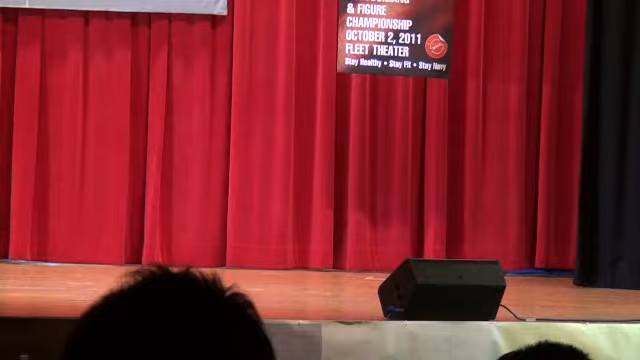 & FIGURE
CHAMPIONSHIP
OCTOBER 2, 2011
FLEET THEATER
Stay Healthy • Stay Fit • Stay Navy